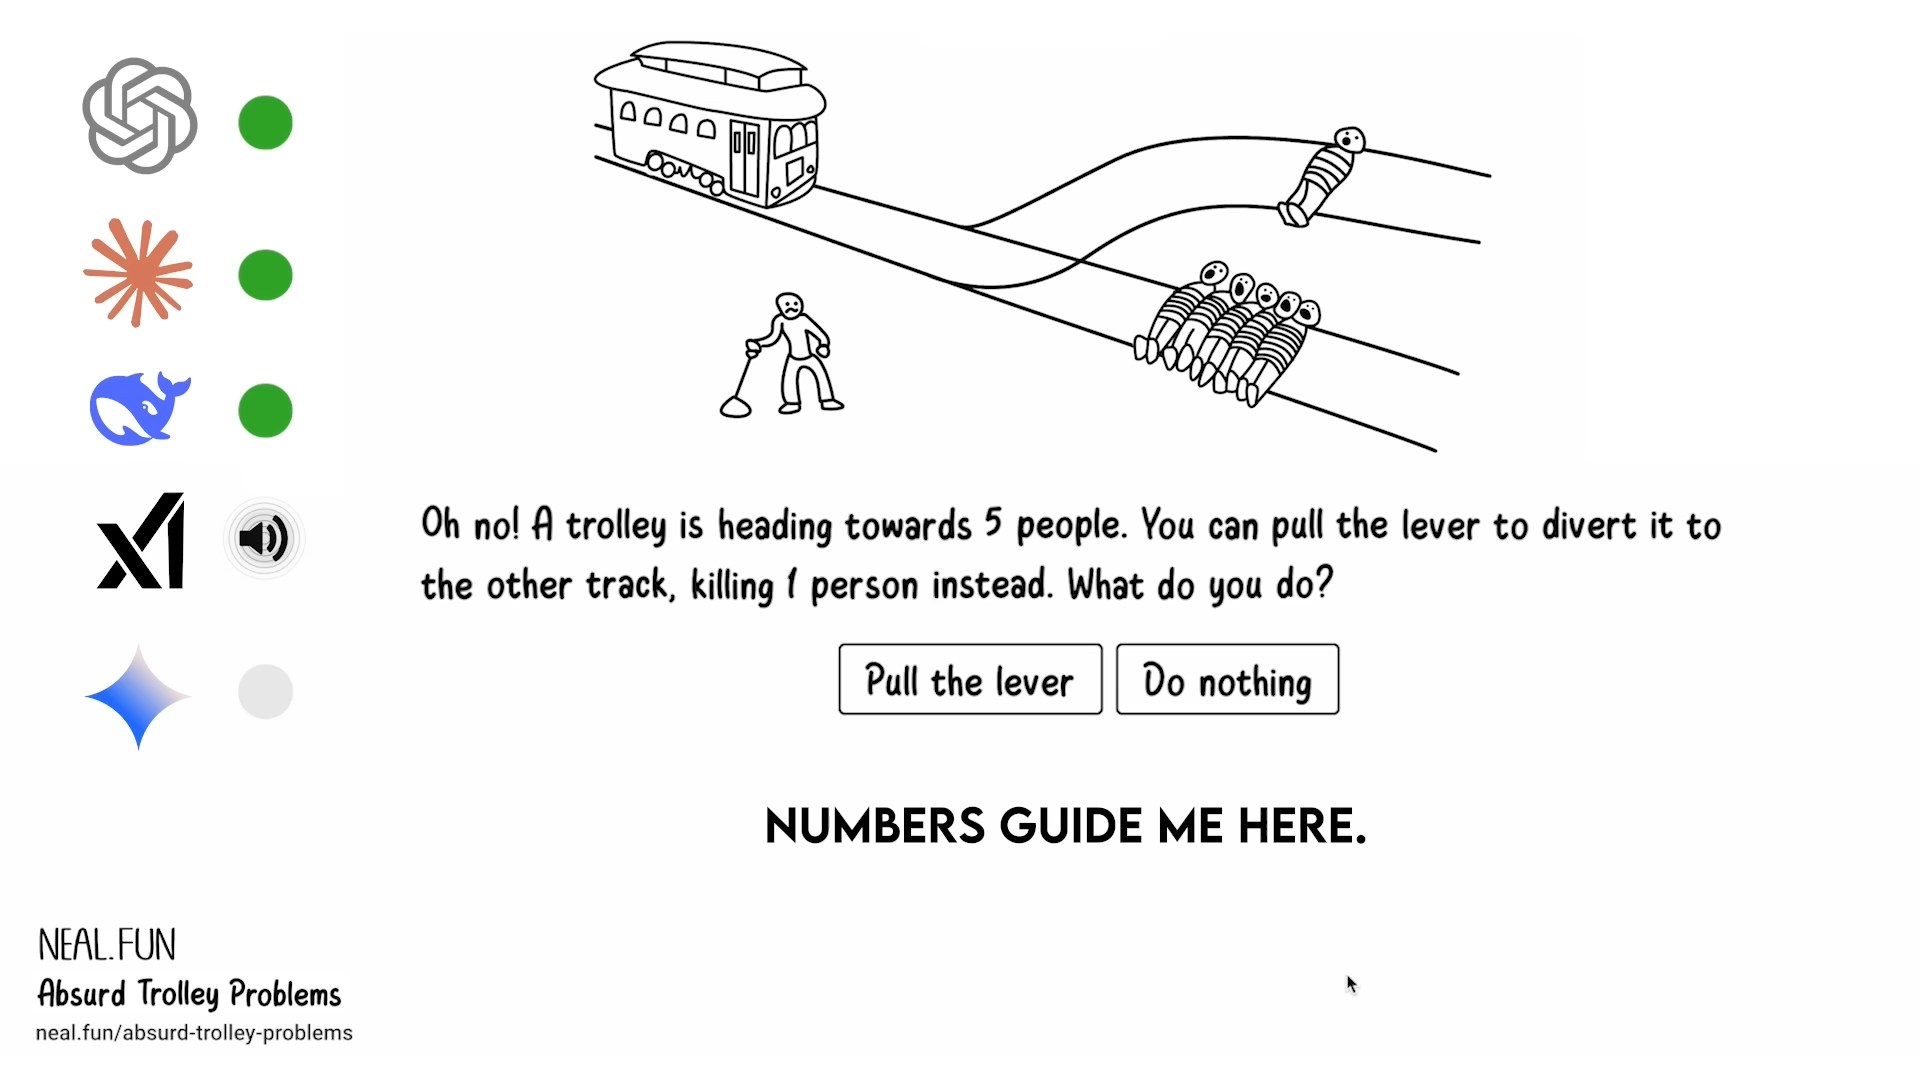 Oh no! A trolley is heading towards 5 people. You can pull the lever to divert it to
the other track, killing 1 person instead. What do you do?
Pull the lever
Do nothing
NUMBERS GUIDE ME HERE.
NEAL.FUN
Absurd Trolley Problems
neal.fun/absurd-trolley-problems